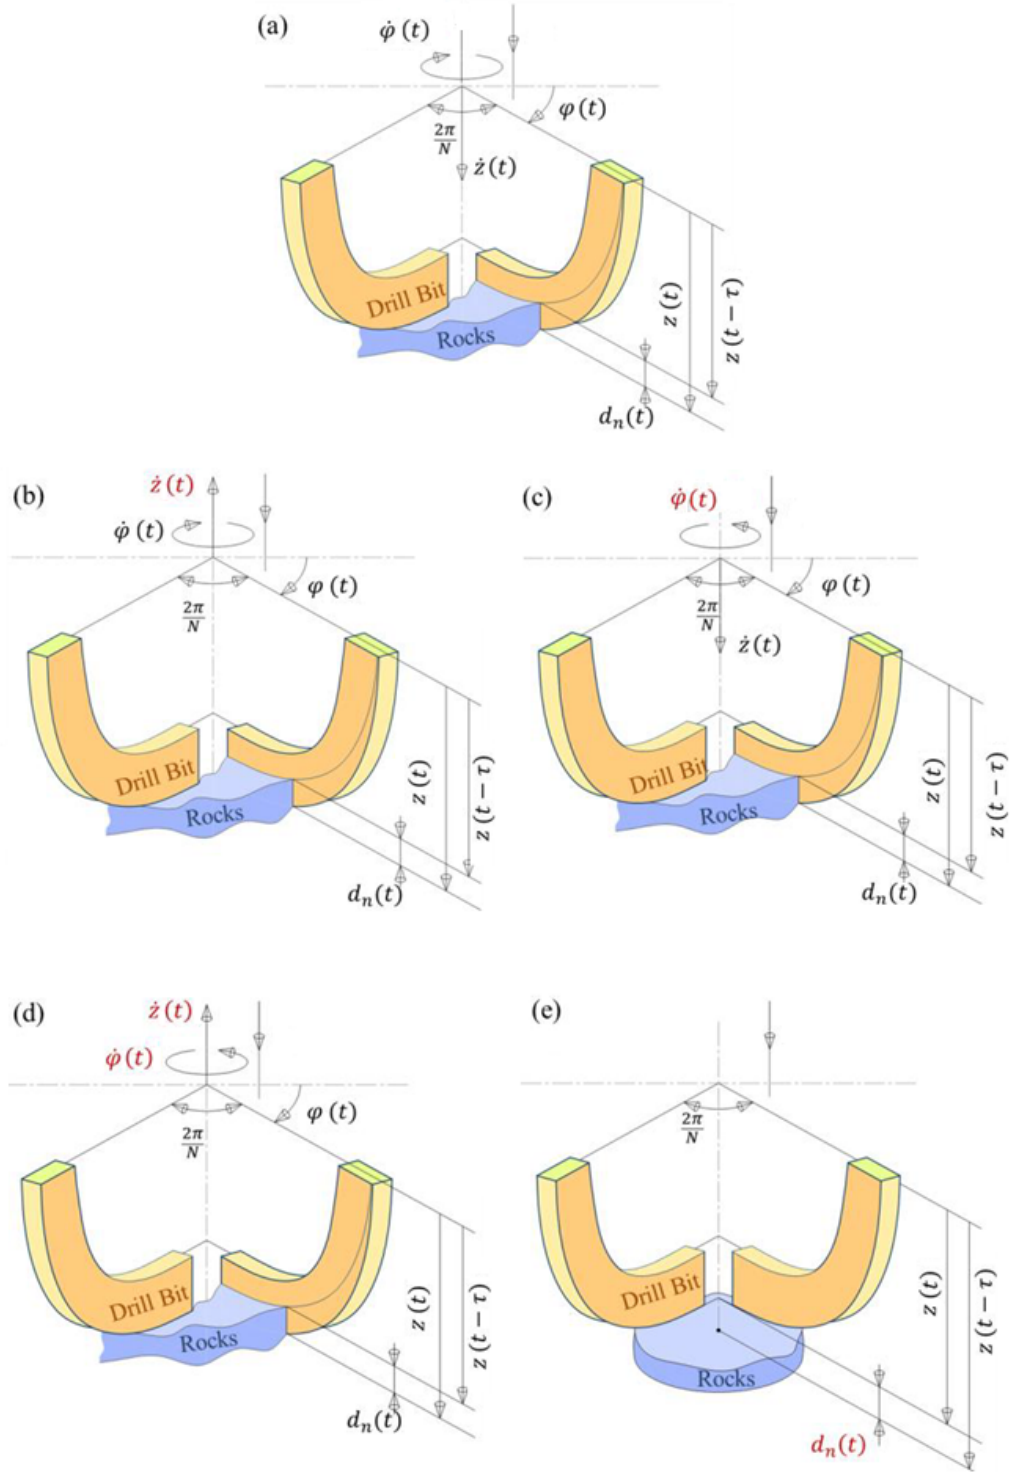 (a)
φ̇ (t)
φ(t)
2π
N
ż(t)
Drill Bit
Rocks
z(t)
z(t − τ)
dₙ(t)
(b)
ż(t)
φ̇ (t)
φ(t)
2π
N
Drill Bit
Rocks
z(t)
z(t − τ)
dₙ(t)
(c)
φ̇(t)
φ(t)
2π
N
ż(t)
Drill Bit
Rocks
z(t)
z(t − τ)
dₙ(t)
(d)
ż(t)
φ̇(t)
φ(t)
2π
N
Drill Bit
Rocks
z(t)
z(t − τ)
dₙ(t)
(e)
2π
N
Drill Bit
Rocks
z(t)
z(t − τ)
dₙ(t)